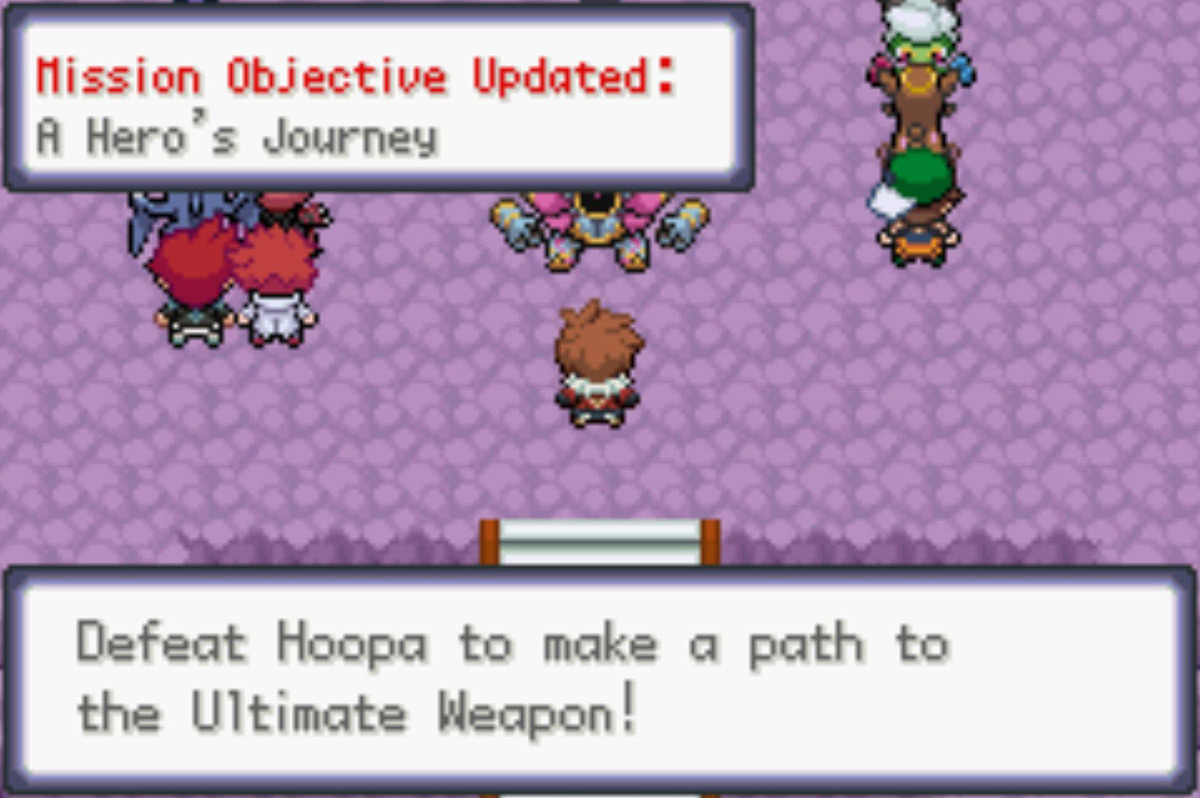 Mission Objective Updated:
A Hero's Journey
Defeat Hoopa to make a path to
the Ultimate Weapon!